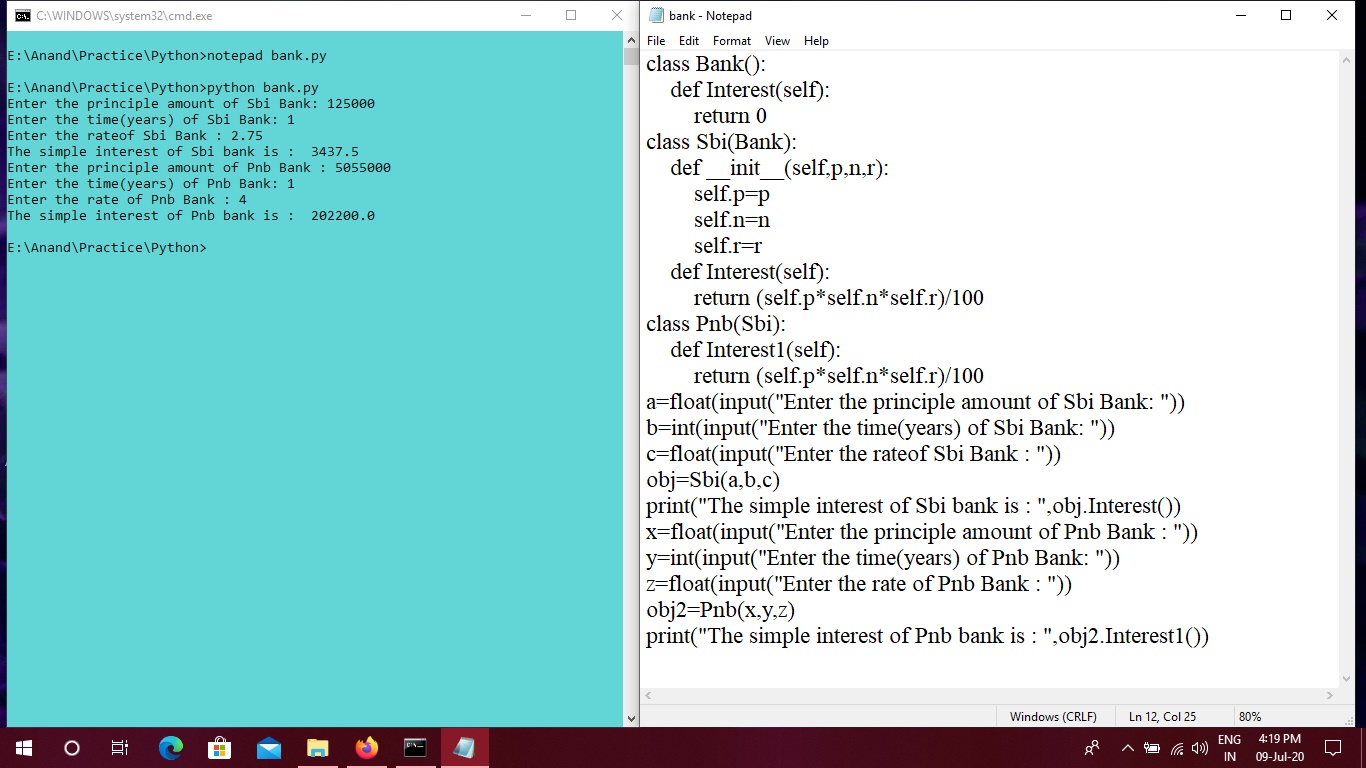 C:\WINDOWS\system32\cmd.exe
E:\Anand\Practice\Python>notepad bank.py
E:\Anand\Practice\Python>python bank.py
Enter the principle amount of Sbi Bank: 125000
Enter the time(years) of Sbi Bank: 1
Enter the rateof Sbi Bank : 2.75
The simple interest of Sbi bank is :  3437.5
Enter the principle amount of Pnb Bank : 5055000
Enter the time(years) of Pnb Bank: 1
Enter the rate of Pnb Bank : 4
The simple interest of Pnb bank is :  202200.0
E:\Anand\Practice\Python>
bank - Notepad
File Edit Format View Help
class Bank():
    def Interest(self):
        return 0
class Sbi(Bank):
    def __init__(self,p,n,r):
        self.p=p
        self.n=n
        self.r=r
    def Interest(self):
        return (self.p*self.n*self.r)/100
class Pnb(Sbi):
    def Interest1(self):
        return (self.p*self.n*self.r)/100
a=float(input("Enter the principle amount of Sbi Bank: "))
b=int(input("Enter the time(years) of Sbi Bank: "))
c=float(input("Enter the rateof Sbi Bank : "))
obj=Sbi(a,b,c)
print("The simple interest of Sbi bank is : ",obj.Interest())
x=float(input("Enter the principle amount of Pnb Bank : "))
y=int(input("Enter the time(years) of Pnb Bank: "))
z=float(input("Enter the rate of Pnb Bank : "))
obj2=Pnb(x,y,z)
print("The simple interest of Pnb bank is : ",obj2.Interest1())
Windows (CRLF) Ln 12, Col 25 80%
ENG 4:19 PM
IN 09-Jul-20